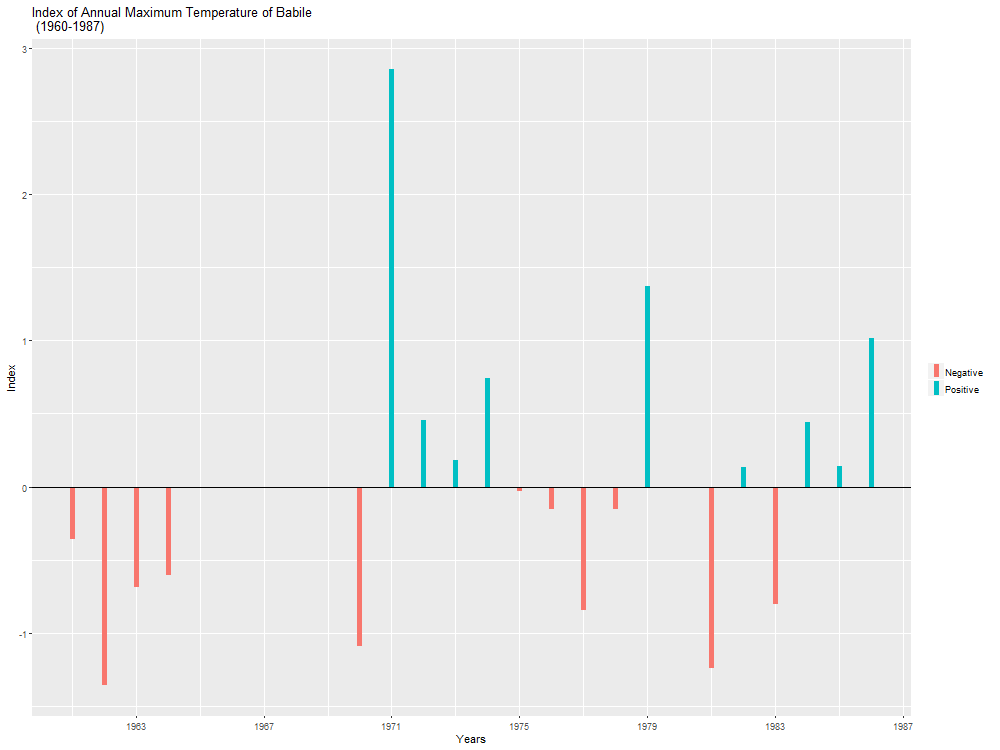 Index of Annual Maximum Temperature of Babile
(1960-1987)
3
2
1
0
-1
Index
1963 1967 1971 1975 1979 1983 1987
Years
Negative
Positive